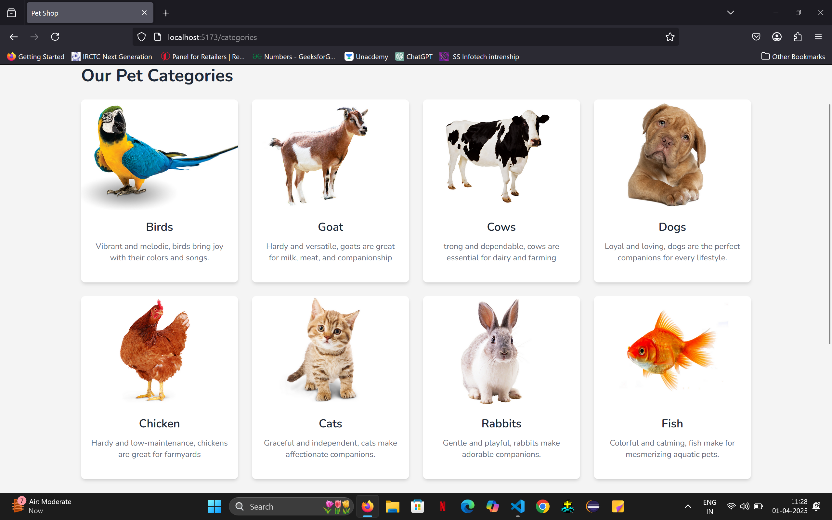 Pet Shop
localhost:5173/categories
Getting Started
IRCTC Next Generation
Panel for Retailers | Re...
Numbers - GeeksforG...
Unacdemy
ChatGPT
SS Infotech intrenship
Other Bookmarks
Our Pet Categories
Birds
Vibrant and melodic, birds bring joy
with their colors and songs.
Goat
Hardy and versatile, goats are great
for milk, meat, and companionship
Cows
trong and dependable, cows are
essential for dairy and farming
Dogs
Loyal and loving, dogs are the perfect
companions for every lifestyle.
Chicken
Hardy and low-maintenance, chickens
are great for farmyards
Cats
Graceful and independent, cats make
affectionate companions.
Rabbits
Gentle and playful, rabbits make
adorable companions.
Fish
Colorful and calming, fish make for
mesmerizing aquatic pets.
Air: Moderate
Now
Search
ENG
IN
11:28
01-04-2025